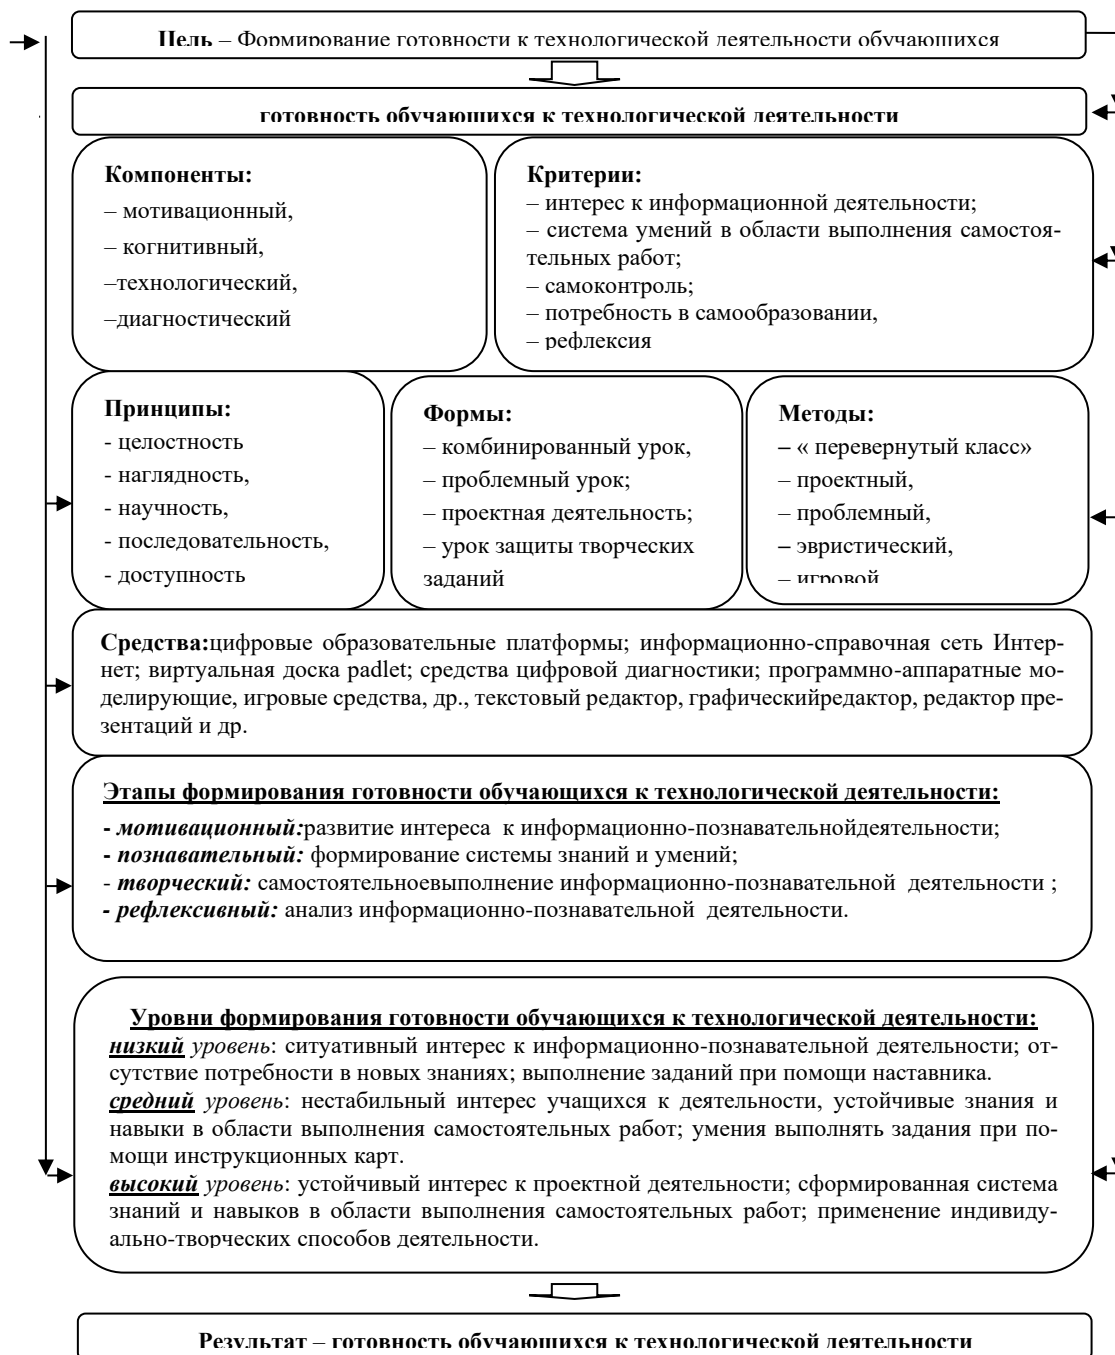 Цель – Формирование готовности к технологической деятельности обучающихся
готовность обучающихся к технологической деятельности
Компоненты:
– мотивационный,
– когнитивный,
–технологический,
–диагностический
Критерии:
– интерес к информационной деятельности;
– система умений в области выполнения самостоя-
тельных работ;
– самоконтроль;
– потребность в самообразовании,
– рефлексия
Принципы:
- целостность
- наглядность,
- научность,
- последовательность,
- доступность
Формы:
– комбинированный урок,
– проблемный урок;
– проектная деятельность;
– урок защиты творческих
заданий
Методы:
– « перевернутый класс»
– проектный,
– проблемный,
– эвристический,
– игровой
Средства:цифровые образовательные платформы; информационно-справочная сеть Интер-
нет; виртуальная доска padlet; средства цифровой диагностики; программно-аппаратные мо-
делирующие, игровые средства, др., текстовый редактор, графическийредактор, редактор пре-
зентаций и др.
Этапы формирования готовности обучающихся к технологической деятельности:
- мотивационный:развитие интереса к информационно-познавательнойдеятельности;
- познавательный: формирование системы знаний и умений;
- творческий: самостоятельноевыполнение информационно-познавательной деятельности ;
- рефлексивный: анализ информационно-познавательной деятельности.
Уровни формирования готовности обучающихся к технологической деятельности:
низкий уровень: ситуативный интерес к информационно-познавательной деятельности; от-
сутствие потребности в новых знаниях; выполнение заданий при помощи наставника.
средний уровень: нестабильный интерес учащихся к деятельности, устойчивые знания и
навыки в области выполнения самостоятельных работ; умения выполнять задания при по-
мощи инструкционных карт.
высокий уровень: устойчивый интерес к проектной деятельности; сформированная система
знаний и навыков в области выполнения самостоятельных работ; применение индивиду-
ально-творческих способов деятельности.
Результат – готовность обучающихся к технологической деятельности